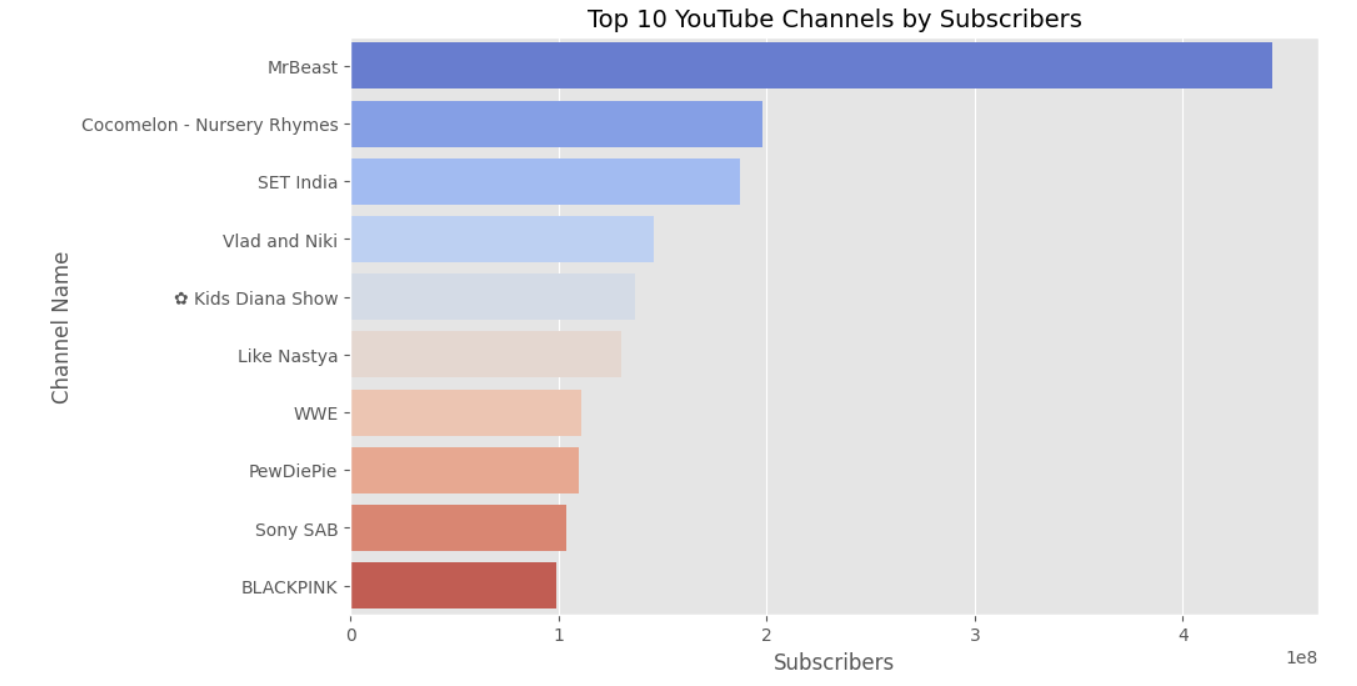 Top 10 YouTube Channels by Subscribers
MrBeast
Cocomelon - Nursery Rhymes
SET India
Vlad and Niki
✿ Kids Diana Show
Like Nastya
WWE
PewDiePie
Sony SAB
BLACKPINK
Channel Name
0 1 2 3 4
1e8
Subscribers